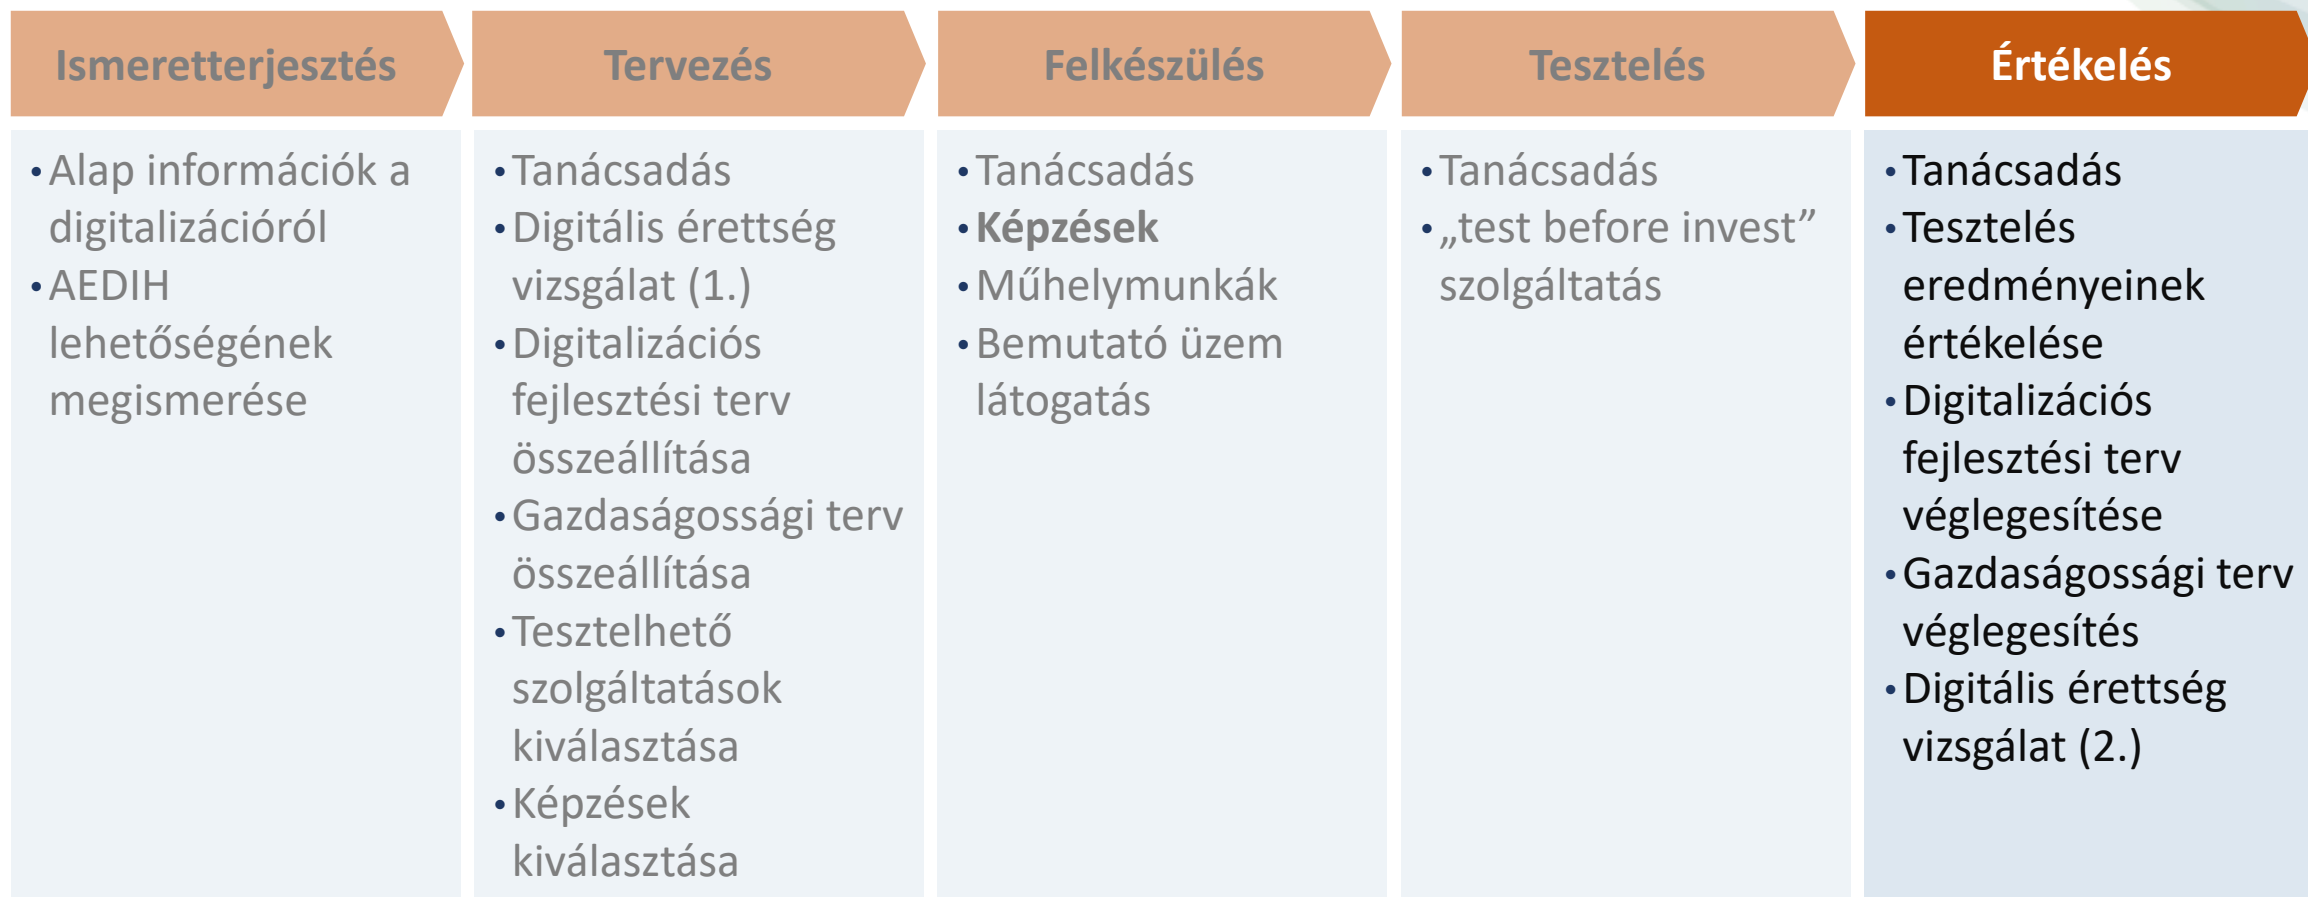 Ismeretterjesztés
• Alap információk a
digitalizációról
• AEDIH
lehetőségének
megismerése
Tervezés
• Tanácsadás
• Digitális érettség
vizsgálat (1.)
• Digitalizációs
fejlesztési terv
összeállítása
• Gazdaságossági terv
összeállítása
• Tesztelhető
szolgáltatások
kiválasztása
• Képzések
kiválasztása
Felkészülés
• Tanácsadás
• Képzések
• Műhelymunkák
• Bemutató üzem
látogatás
Tesztelés
• Tanácsadás
• „test before invest”
szolgáltatás
Értékelés
• Tanácsadás
• Tesztelés
eredményeinek
értékelése
• Digitalizációs
fejlesztési terv
véglegesítése
• Gazdaságossági terv
véglegesítés
• Digitális érettség
vizsgálat (2.)